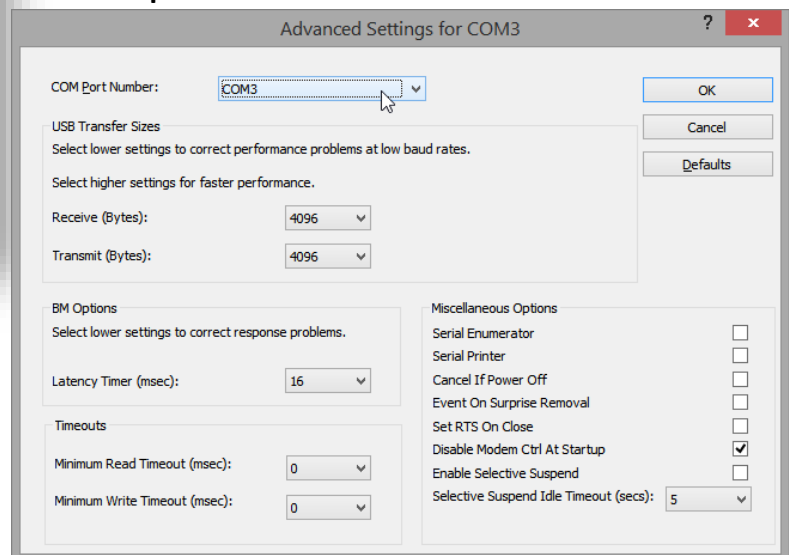 Advanced Settings for COM3
?
x
COM Port Number:
COM3
OK
Cancel
Defaults
USB Transfer Sizes
Select lower settings to correct performance problems at low baud rates.
Select higher settings for faster performance.
Receive (Bytes):
4096
Transmit (Bytes):
4096
BM Options
Select lower settings to correct response problems.
Latency Timer (msec):
16
Timeouts
Minimum Read Timeout (msec):
0
Minimum Write Timeout (msec):
0
Miscellaneous Options
Serial Enumerator
Serial Printer
Cancel If Power Off
Event On Surprise Removal
Set RTS On Close
Disable Modem Ctrl At Startup
Enable Selective Suspend
Selective Suspend Idle Timeout (secs):
5